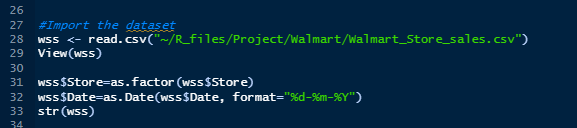 26
27 #Import the dataset
28 wss <- read.csv("~/R_files/Project/Walmart/Walmart_Store_sales.csv")
29 View(wss)
30
31 wss$Store=as.factor(wss$Store)
32 wss$Date=as.Date(wss$Date, format="%d-%m-%Y")
33 str(wss)
34